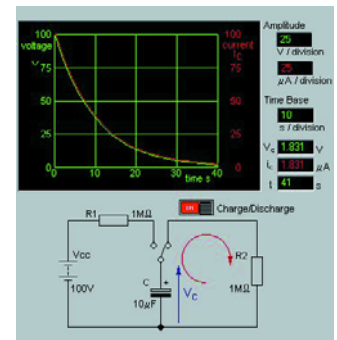 Amplitude
100 100 25
voltage current V / division
V I C
75 75 25
μA / division
50 50 Time Base
10
25 25 s / division
Vc 1.831 V
0 0 ic 1.831 μA
0 10 20 30 40 t 41 s
time s
Charge/Discharge
R1 1MΩ
Vcc R2
C + Vc
100V 1MΩ
10μF